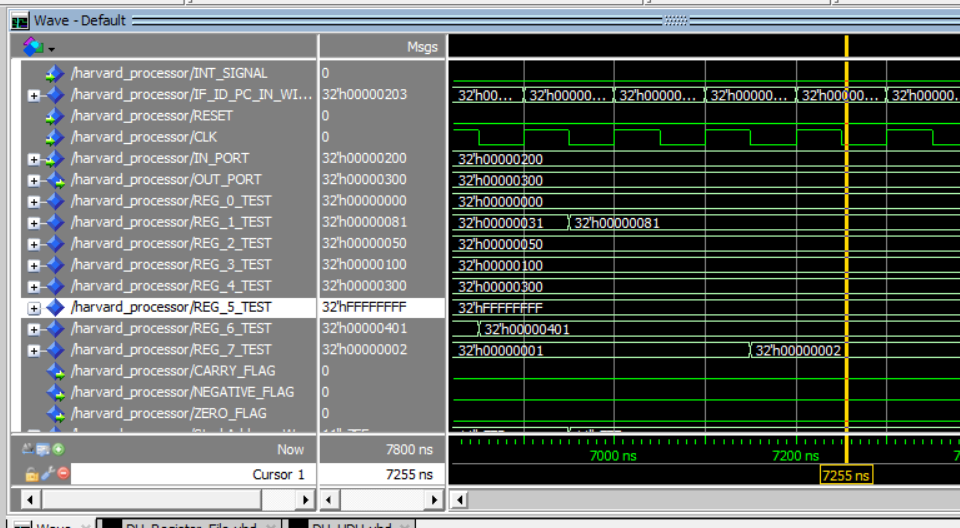 Wave - Default
Msgs
/harvard_processor/INT_SIGNAL 0
/harvard_processor/IF_ID_PC_IN_WI... 32'h00000203 32'h00... 32'h00000... 32'h00000... 32'h00000... 32'h00000... 32'h00000.
/harvard_processor/RESET 0
/harvard_processor/CLK 0
/harvard_processor/IN_PORT 32'h00000200 32'h00000200
/harvard_processor/OUT_PORT 32'h00000300 32'h00000300
/harvard_processor/REG_0_TEST 32'h00000000 32'h00000000
/harvard_processor/REG_1_TEST 32'h00000081 32'h00000031 32'h00000081
/harvard_processor/REG_2_TEST 32'h00000050 32'h00000050
/harvard_processor/REG_3_TEST 32'h00000100 32'h00000100
/harvard_processor/REG_4_TEST 32'h00000300 32'h00000300
/harvard_processor/REG_5_TEST 32'hFFFFFFFF 32'hFFFFFFFF
/harvard_processor/REG_6_TEST 32'h00000401 32'h00000401
/harvard_processor/REG_7_TEST 32'h00000002 32'h00000001 32'h00000002
/harvard_processor/CARRY_FLAG 0
/harvard_processor/NEGATIVE_FLAG 0
/harvard_processor/ZERO_FLAG 0
Now 7800 ns 7000 ns 7200 ns 7
Cursor 1 7255 ns 7255 ns
Wave